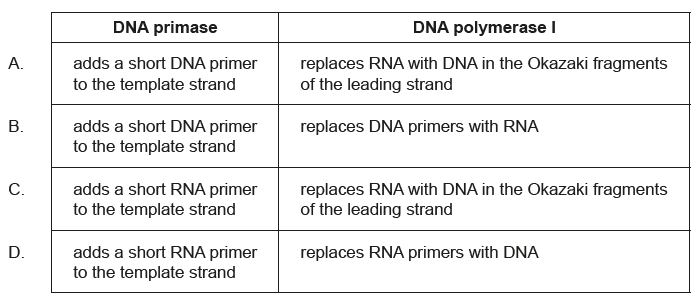 DNA primase DNA polymerase I
A. adds a short DNA primer replaces RNA with DNA in the Okazaki fragments
to the template strand of the leading strand
B. adds a short DNA primer replaces DNA primers with RNA
to the template strand
C. adds a short RNA primer replaces RNA with DNA in the Okazaki fragments
to the template strand of the leading strand
D. adds a short RNA primer replaces RNA primers with DNA
to the template strand